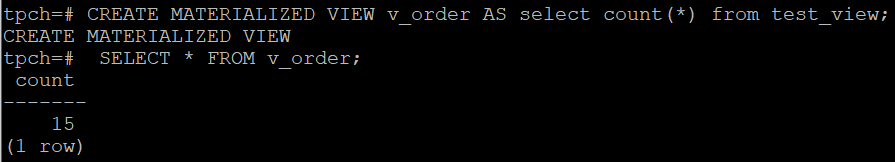 tpch=# CREATE MATERIALIZED VIEW v_order AS select count(*) from test_view;
CREATE MATERIALIZED VIEW
tpch=#  SELECT * FROM v_order;
 count
-------
    15
(1 row)